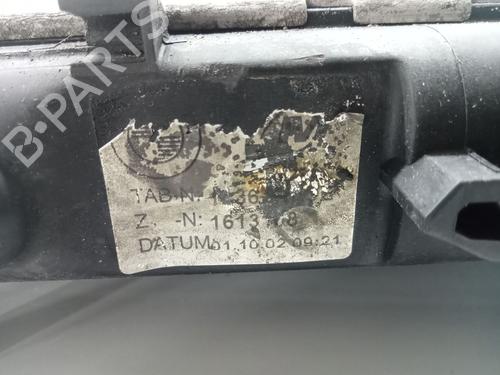 B-PARTS
TAB-N:
Z. -N: 1613
DATUM 01.10.02 09:21